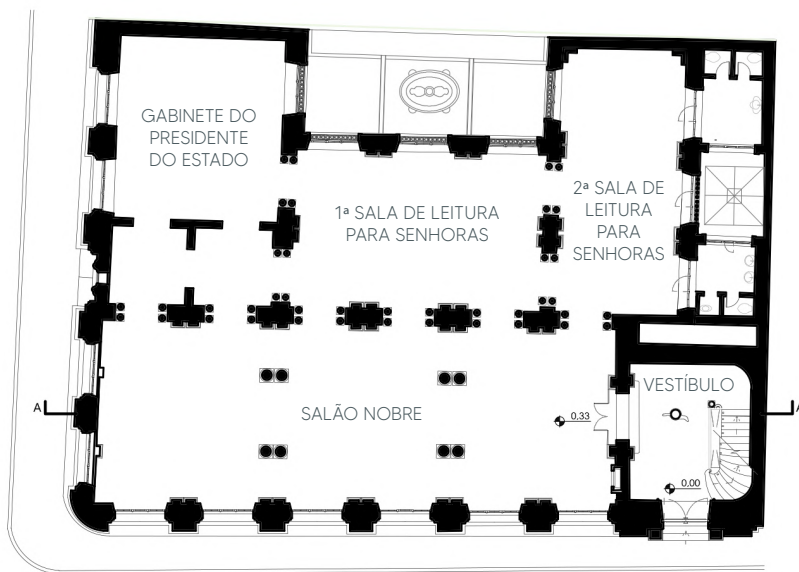 GABINETE DO
PRESIDENTE
DO ESTADO
1ª SALA DE LEITURA
PARA SENHORAS
2ª SALA DE
LEITURA
PARA
SENHORAS
SALÃO NOBRE
VESTÍBULO
A
0,33
A
0,00